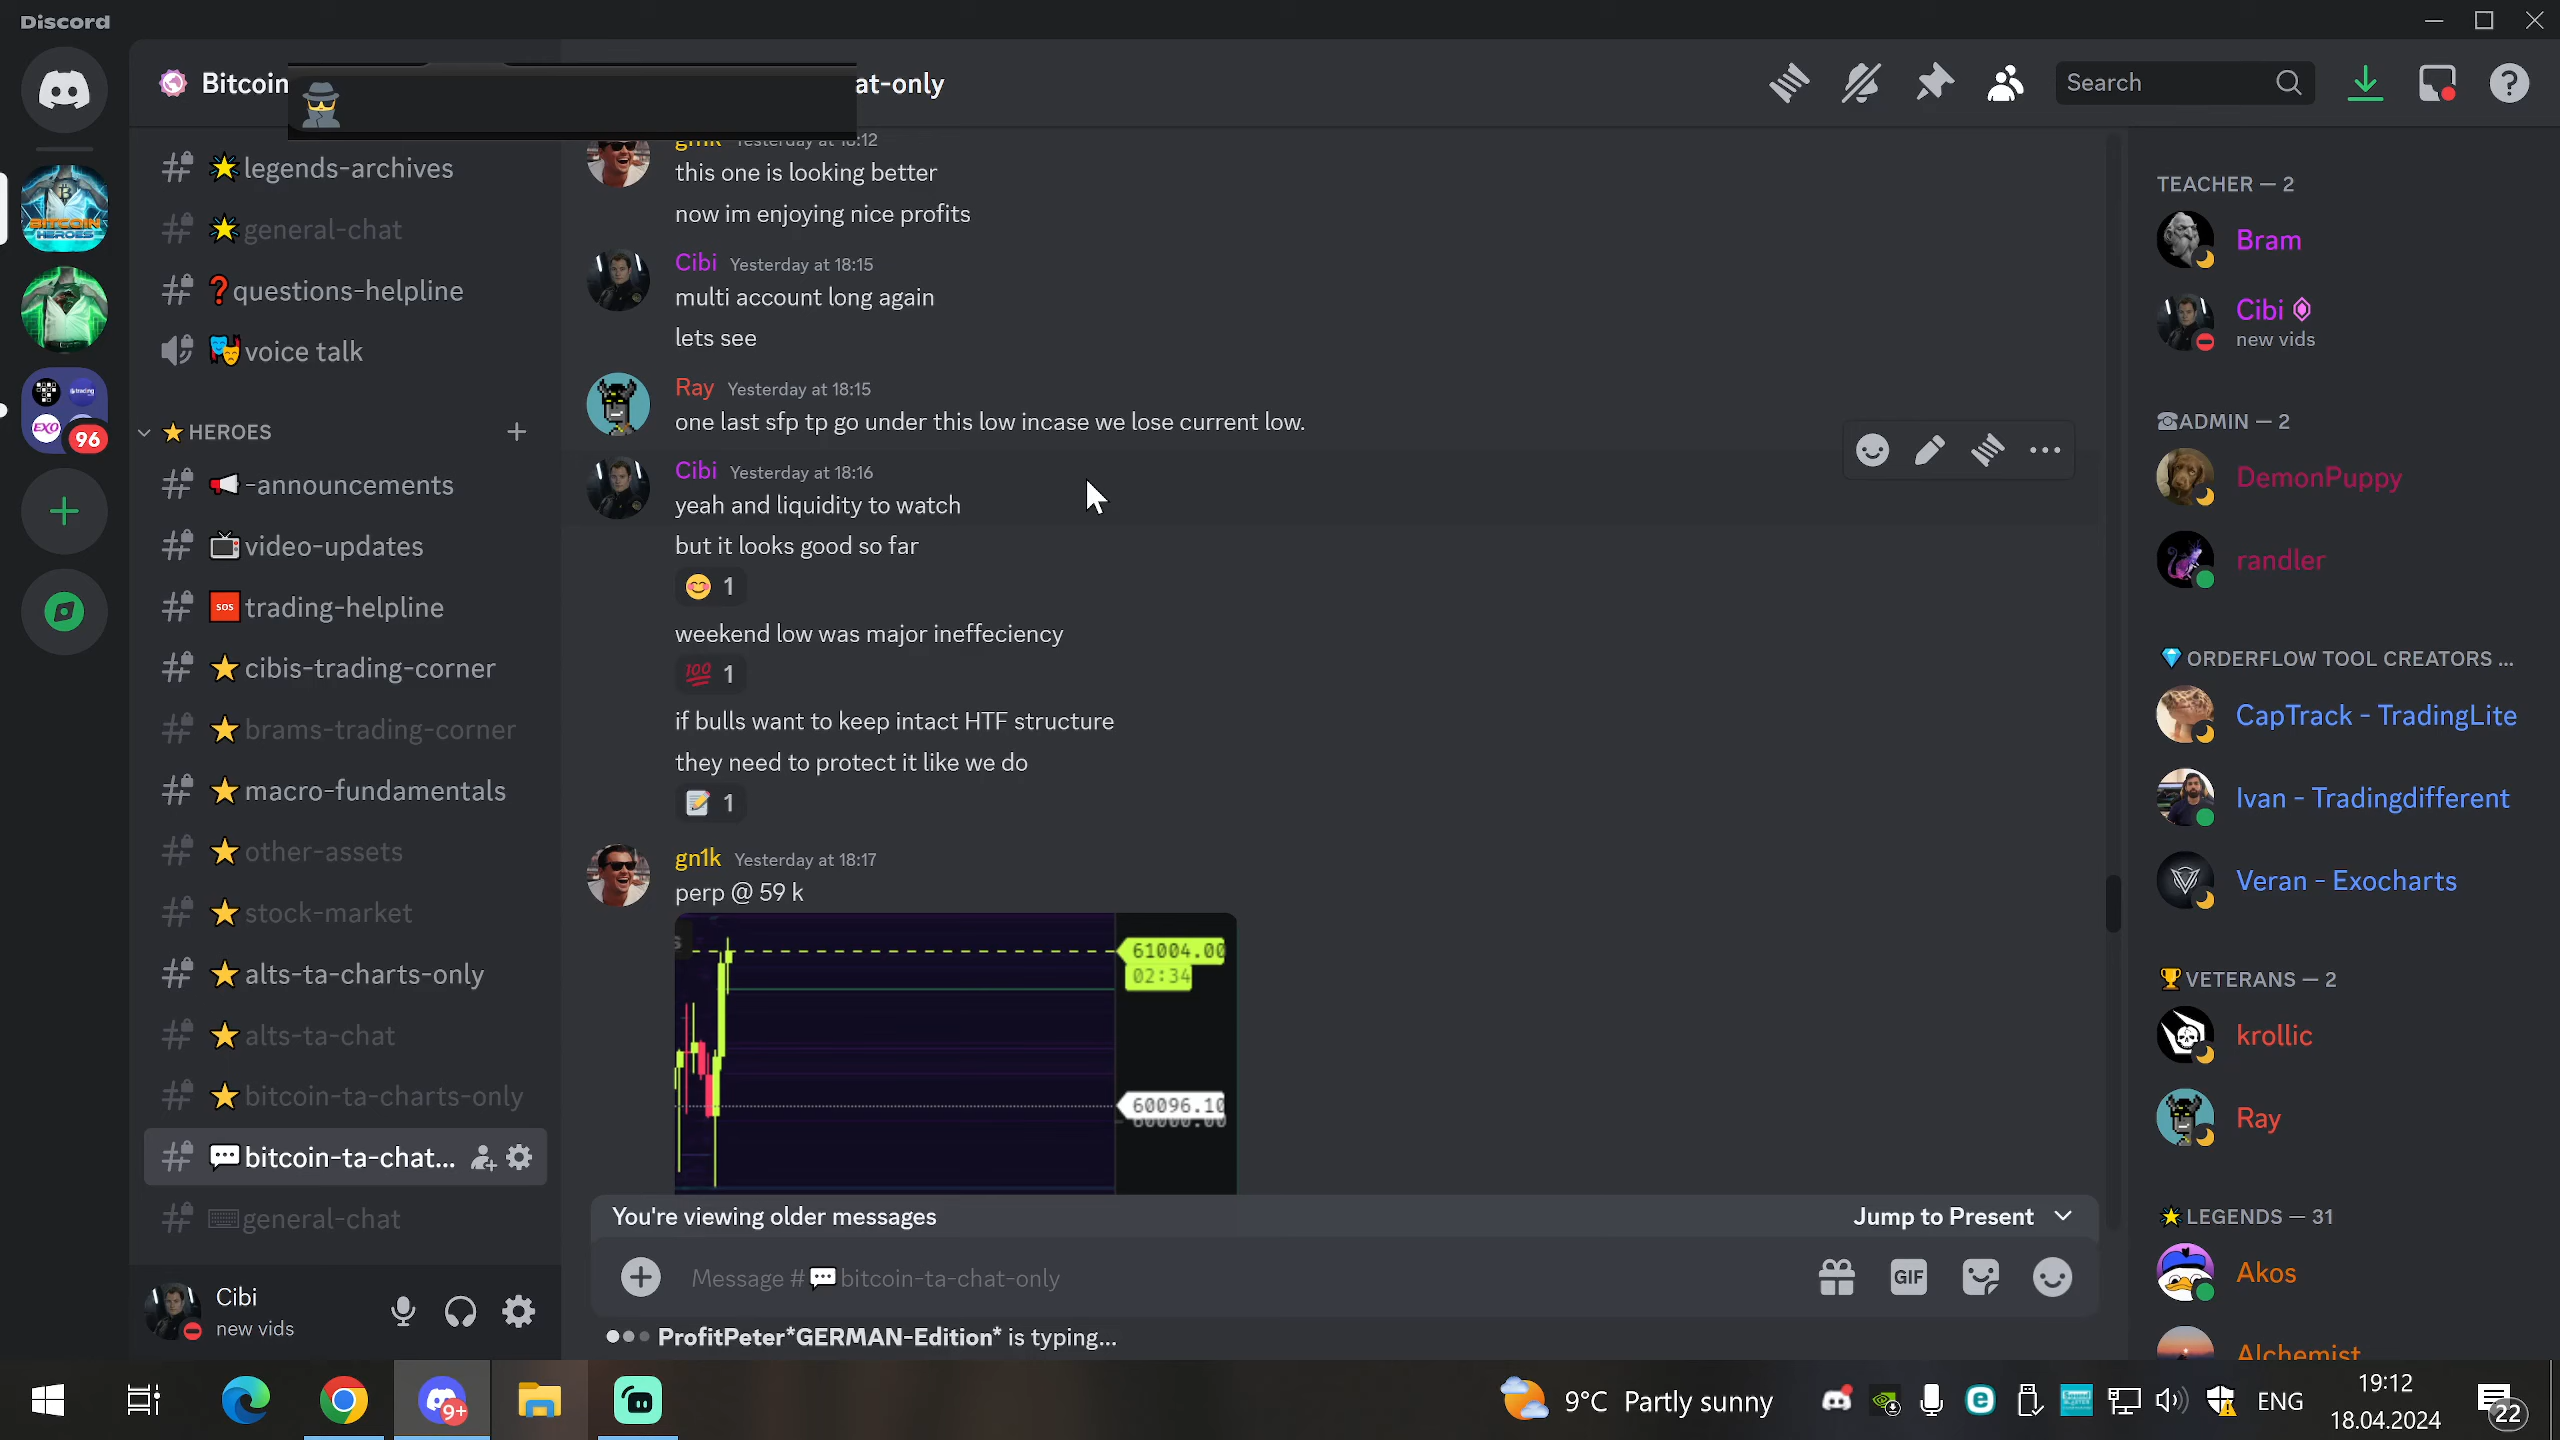 Discord
Bitcoin
at-only
Search
legends-archives
general-chat
questions-helpline
voice talk
HEROES
-announcements
video-updates
SOS
trading-helpline
cibis-trading-corner
brams-trading-corner
macro-fundamentals
other-assets
stock-market
alts-ta-charts-only
alts-ta-chat
bitcoin-ta-charts-only
bitcoin-ta-chat...
general-chat
BITCOIN
HEROES
trading
EXO
96
Cibi
new vids
this one is looking better
now im enjoying nice profits
Cibi Yesterday at 18:15
multi account long again
lets see
Ray Yesterday at 18:15
one last sfp tp go under this low incase we lose current low.
Cibi Yesterday at 18:16
yeah and liquidity to watch
but it looks good so far
1
weekend low was major ineffeciency
100 1
if bulls want to keep intact HTF structure
they need to protect it like we do
1
gn1k Yesterday at 18:17
perp @ 59 k
61004.00
02:34
60096.10
You're viewing older messages
Jump to Present
Message # bitcoin-ta-chat-only
GIF
ProfitPeter*GERMAN-Edition* is typing...
TEACHER — 2
Bram
Cibi
new vids
ADMIN — 2
DemonPuppy
randler
ORDERFLOW TOOL CREATORS ...
CapTrack - TradingLite
Ivan - Tradingdifferent
Veran - Exocharts
VETERANS — 2
krollic
Ray
LEGENDS — 31
Akos
Alchemist
9+
9°C Partly sunny
ENG
19:12
18.04.2024
22